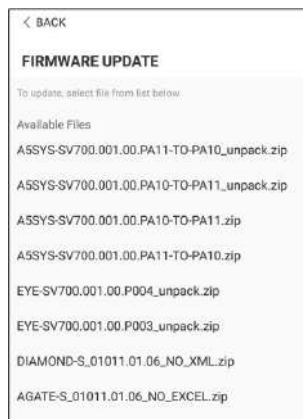 < BACK
FIRMWARE UPDATE
To update, select file from list below
Available Files
A5SYS-SV700.001.00.PA11-TO-PA10_unpack.zip
A5SYS-SV700.001.00.PA10-TO-PA11_unpack.zip
A5SYS-SV700.001.00.PA10-TO-PA11.zip
A5SYS-SV700.001.00.PA11-TO-PA10.zip
EYE-SV700.001.00.P004_unpack.zip
EYE-SV700.001.00.P003_unpack.zip
DIAMOND-S_01011.01.06_NO_XML.zip
AGATE-S_01011.01.06_NO_EXCEL.zip